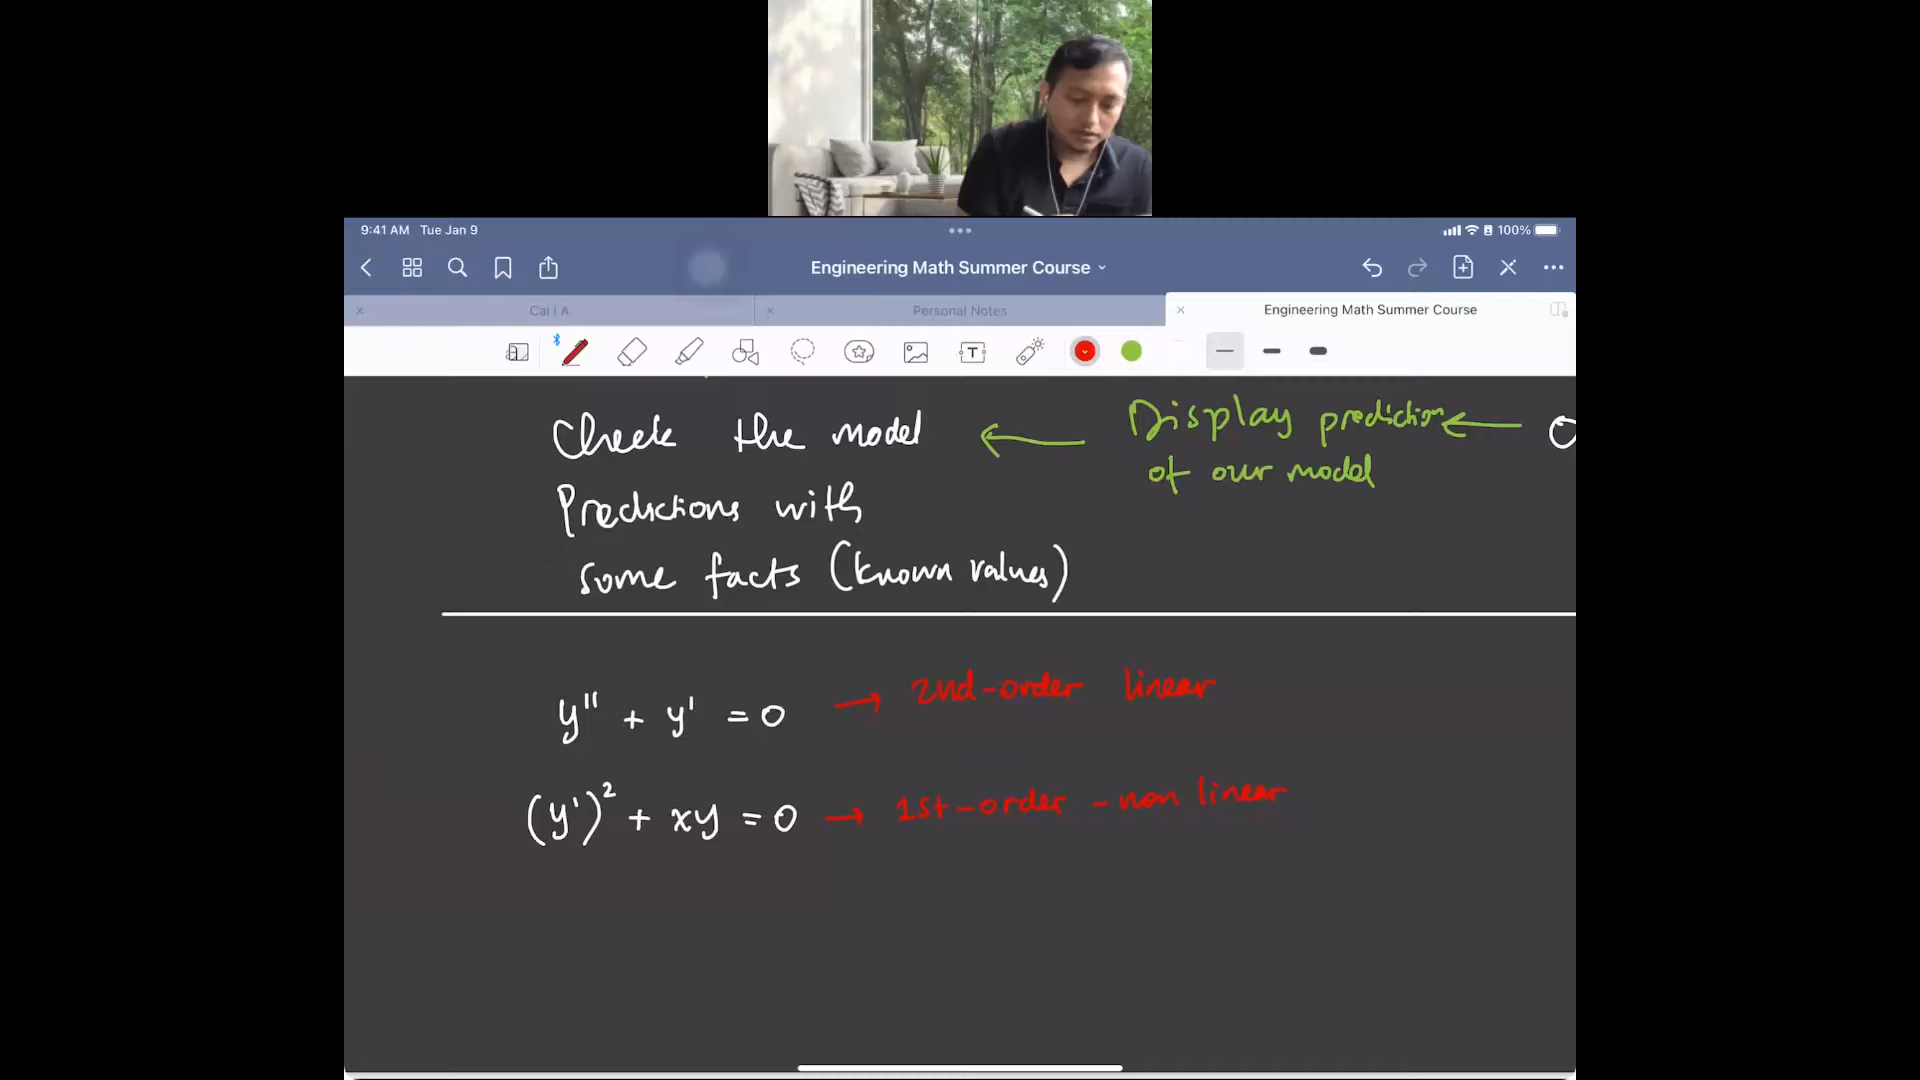 9:41 AM Tue Jan 9
100%
Engineering Math Summer Course
Cal I A
Personal Notes
Engineering Math Summer Course
Check the model ← Display prediction ←
of our model
Predictions with
some facts (known values)
y'' + y' = 0 → 2nd-order linear
(y')² + xy = 0 → 1st-order - non linear